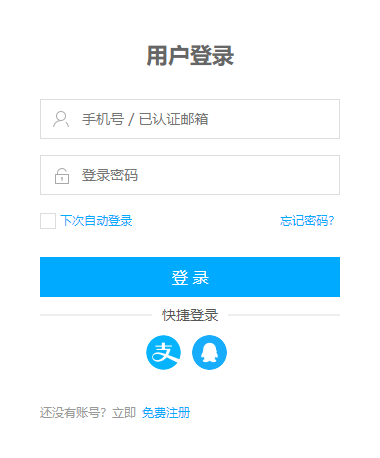 用户登录
手机号 / 已认证邮箱
登录密码
下次自动登录 忘记密码？
登 录
快捷登录
支
还没有账号？立即 免费注册